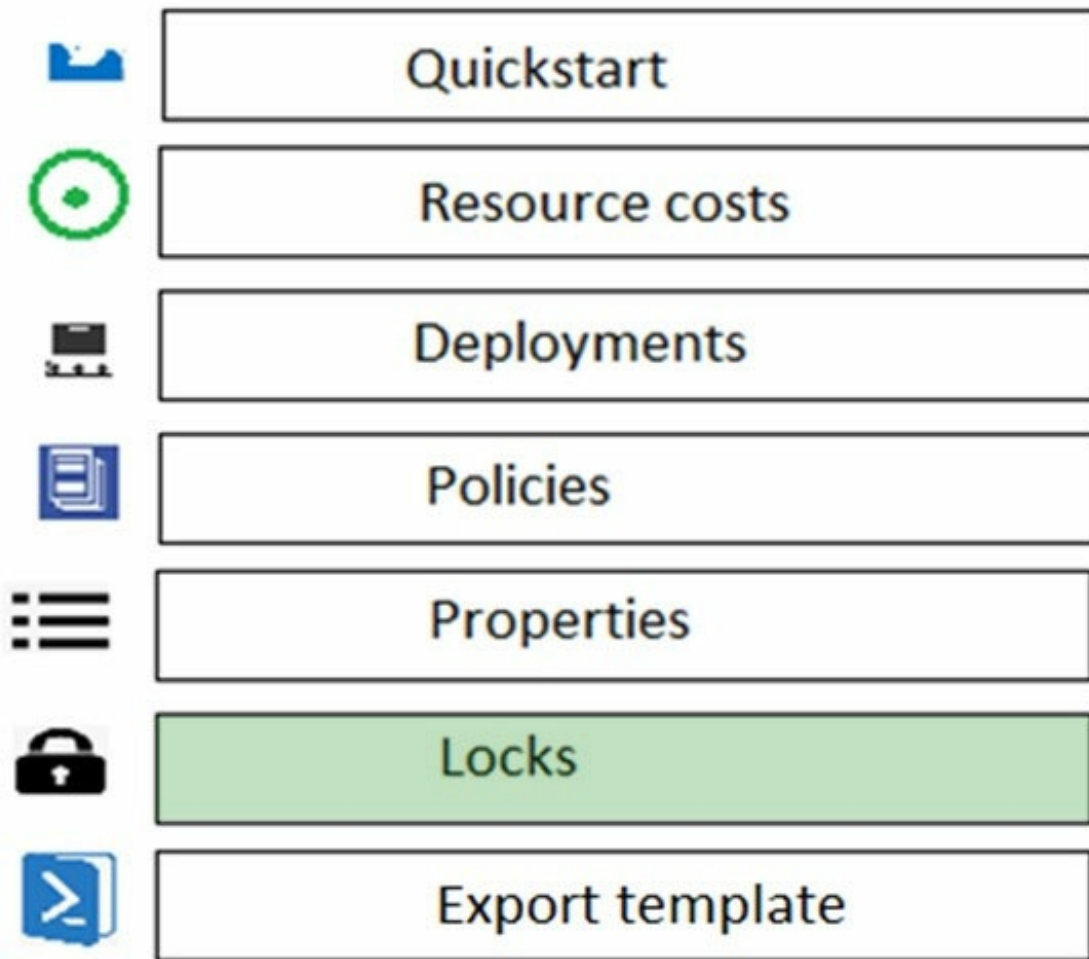 Quickstart
Resource costs
Deployments
Policies
Properties
Locks
Export template